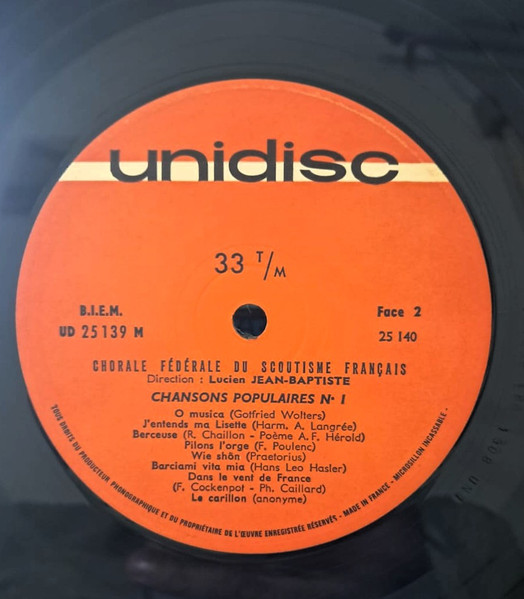 unidisc
33 T/M
B.I.E.M.
UD 25139 M
Face 2
25 140
CHORALE FÉDÉRALE DU SCOUTISME FRANÇAIS
Direction : Lucien JEAN-BAPTISTE
CHANSONS POPULAIRES N° 1
O musica (Gotfried Wolters)
J'entends ma Lisette (Harm. A. Langrée)
Berceuse (R. Chaillon - Poème A. F. Hérold)
Pilons l'orge (F. Poulenc)
Wie shōn (Praetorius)
Barciami vita mia (Hans Leo Hasler)
Dans le vent de France
(F. Cockenpot - Ph. Caillard)
Le carillon (anonyme)
TOUS DROITS DU PRODUCTEUR PHONOGRAPHIQUE ET DU PROPRIÉTAIRE DE L'ŒUVRE ENREGISTRÉE RÉSERVÉS - MADE IN FRANCE - MICROSILLON INCASSABLE -